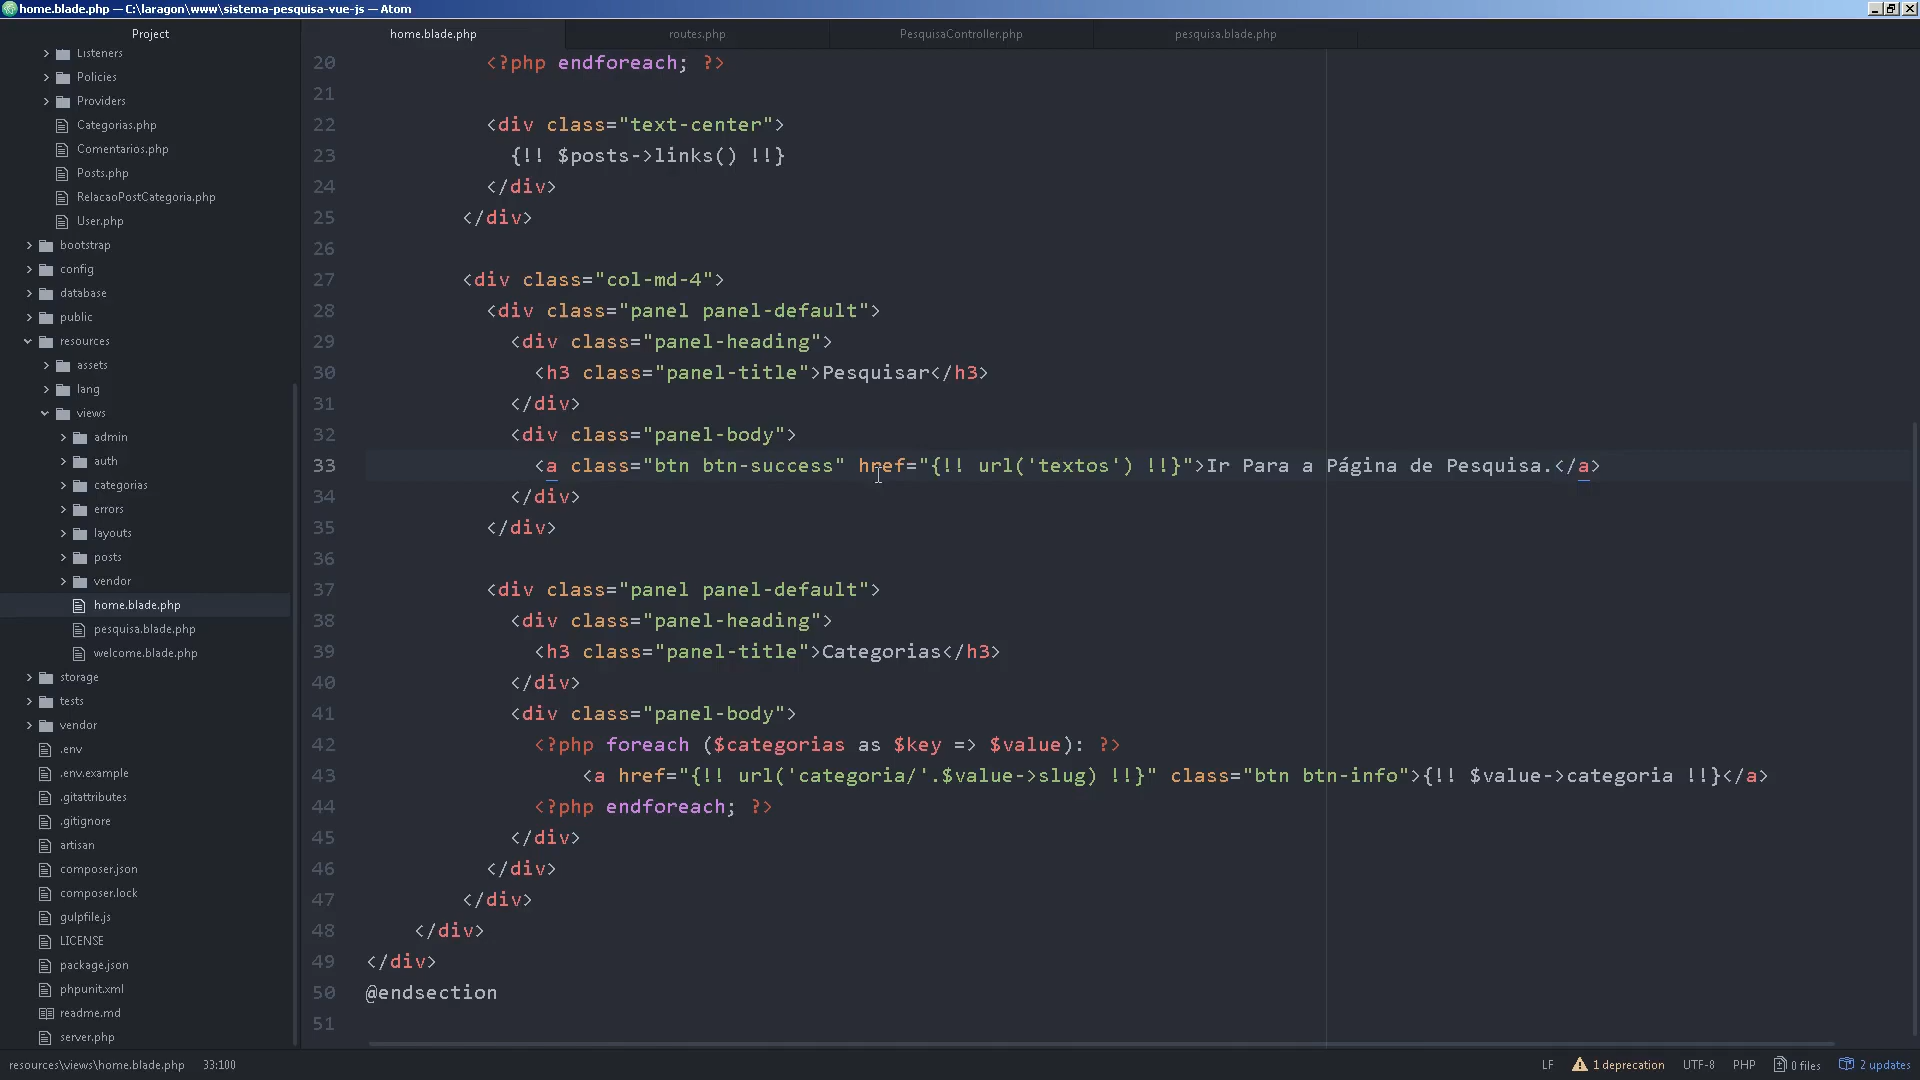 home.blade.php — C:\laragon\www\sistema-pesquisa-vue-js — Atom
Project
home.blade.php
routes.php
PesquisaController.php
pesquisa.blade.php
Listeners
Policies
Providers
Categorias.php
Comentarios.php
Posts.php
RelacaoPostCategoria.php
User.php
bootstrap
config
database
public
resources
assets
lang
views
admin
auth
categorias
errors
layouts
posts
vendor
home.blade.php
pesquisa.blade.php
welcome.blade.php
storage
tests
vendor
.env
.env.example
.gitattributes
.gitignore
artisan
composer.json
composer.lock
gulpfile.js
LICENSE
package.json
phpunit.xml
readme.md
server.php
20 <?php endforeach; ?>
21
22 <div class="text-center">
23 {!! $posts->links() !!}
24 </div>
25 </div>
26
27 <div class="col-md-4">
28 <div class="panel panel-default">
29 <div class="panel-heading">
30 <h3 class="panel-title">Pesquisar</h3>
31 </div>
32 <div class="panel-body">
33 <a class="btn btn-success" href="{!! url('textos') !!}">Ir Para a Página de Pesquisa.</a>
34 </div>
35 </div>
36
37 <div class="panel panel-default">
38 <div class="panel-heading">
39 <h3 class="panel-title">Categorias</h3>
40 </div>
41 <div class="panel-body">
42 <?php foreach ($categorias as $key => $value): ?>
43 <a href="{!! url('categoria/'.$value->slug) !!}" class="btn btn-info">{!! $value->categoria !!}</a>
44 <?php endforeach; ?>
45 </div>
46 </div>
47 </div>
48 </div>
49 </div>
50 @endsection
51
resources\views\home.blade.php 33:100
LF 1 deprecation UTF-8 PHP 0 files 2 updates